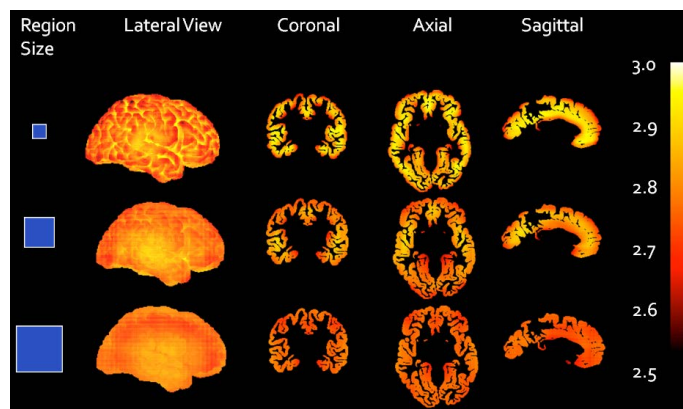 Region Size
Lateral View
Coronal
Axial
Sagittal
3.0
2.9
2.8
2.7
2.6
2.5